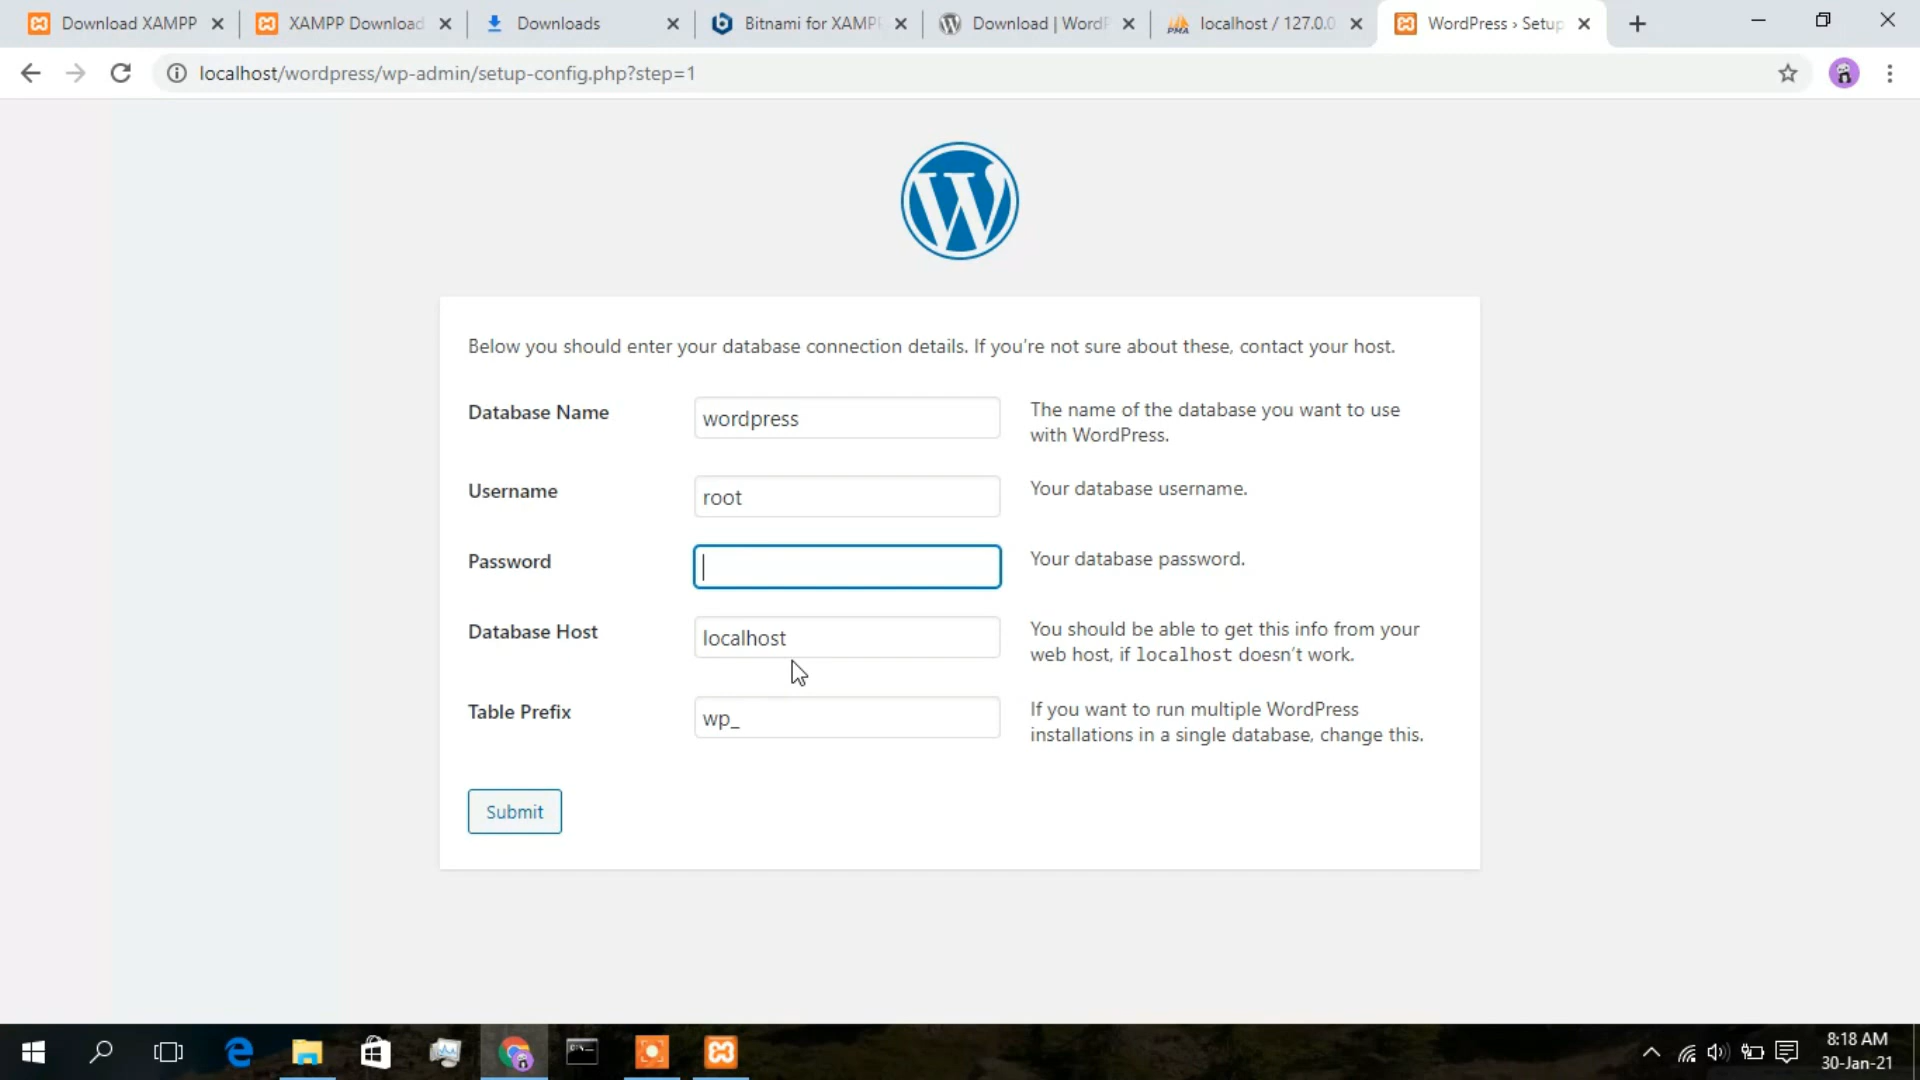 Download XAMPP
XAMPP Download
Downloads
Bitnami for XAMPP
Download | WordP
localhost / 127.0.0
WordPress › Setup
localhost/wordpress/wp-admin/setup-config.php?step=1
Below you should enter your database connection details. If you're not sure about these, contact your host.
Database Name
wordpress
The name of the database you want to use
with WordPress.
Username
root
Your database username.
Password
Your database password.
Database Host
localhost
You should be able to get this info from your
web host, if localhost doesn't work.
Table Prefix
wp_
If you want to run multiple WordPress
installations in a single database, change this.
Submit
8:18 AM
30-Jan-21